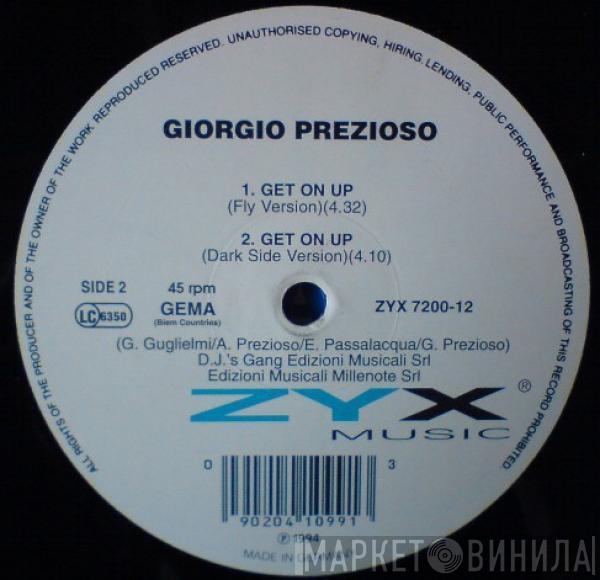 ALL RIGHTS OF THE PRODUCER AND OF THE OWNER OF THE WORK REPRODUCED RESERVED. UNAUTHORISED COPYING, HIRING, LENDING, PUBLIC PERFORMANCE AND BROADCASTING OF THIS RECORD PROHIBITED.
GIORGIO PREZIOSO
1. GET ON UP
(Fly Version)(4.32)
2. GET ON UP
(Dark Side Version)(4.10)
SIDE 2 45 rpm
LC 6350 GEMA ZYX 7200-12
(Biem Countries)
(G. Guglielmi/A. Prezioso/E. Passalacqua/G. Prezioso)
D.J.'s Gang Edizioni Musicali Srl
Edizioni Musicali Millenote Srl
ZYX ®
MUSIC
0 3
90204 10991
℗ 1994
MADE IN GERMANY
МАРКЕТ ВИНИЛА